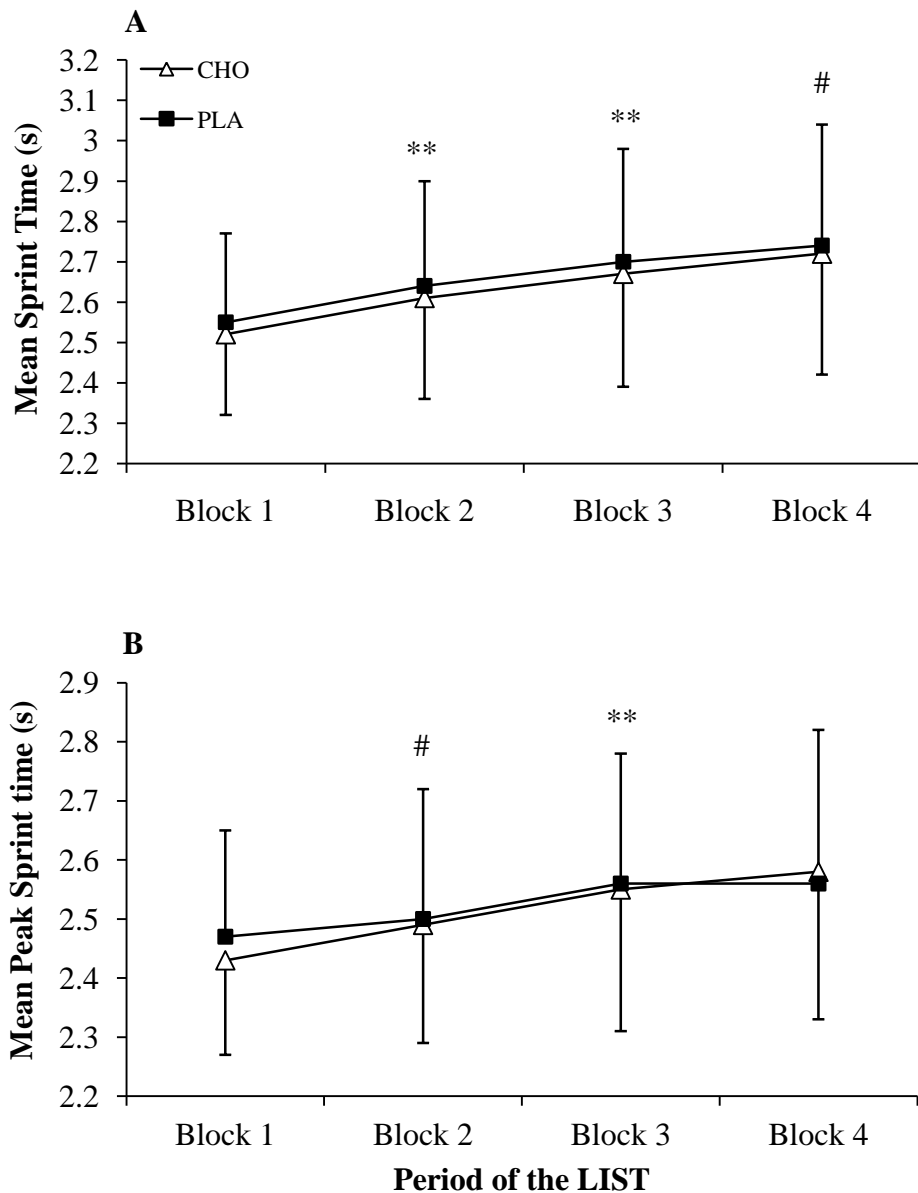 A
CHO
PLA
Mean Sprint Time (s)
3.2
3.1
3
2.9
2.8
2.7
2.6
2.5
2.4
2.3
2.2
**
**
#
Block 1 Block 2 Block 3 Block 4
B
Mean Peak Sprint time (s)
2.9
2.8
2.7
2.6
2.5
2.4
2.3
2.2
#
**
Block 1 Block 2 Block 3 Block 4
Period of the LIST